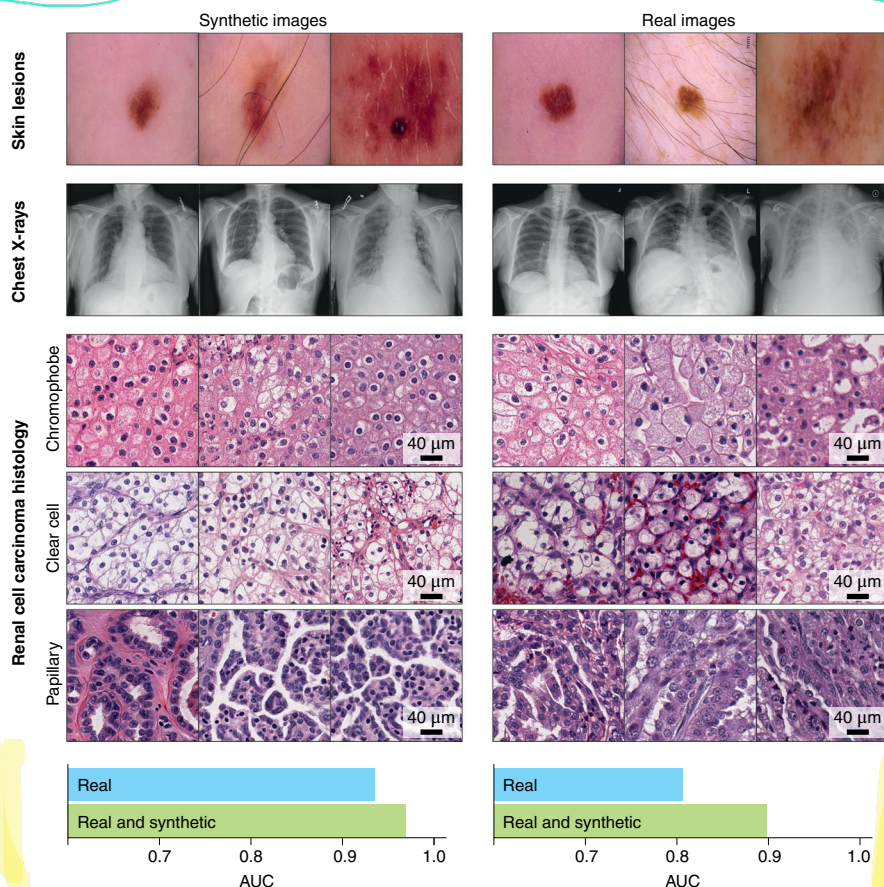 Synthetic images
Real images
Skin lesions
Chest X-rays
Renal cell carcinoma histology
Chromophobe
40 µm
40 µm
Clear cell
40 µm
40 µm
Papillary
40 µm
40 µm
Real
Real and synthetic
0.7 0.8 0.9 1.0
AUC
Real
Real and synthetic
0.7 0.8 0.9 1.0
AUC